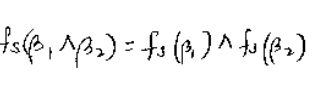 fₛ(β₁ ∧ β₂) = fₛ(β₁) ∧ fₛ(β₂)